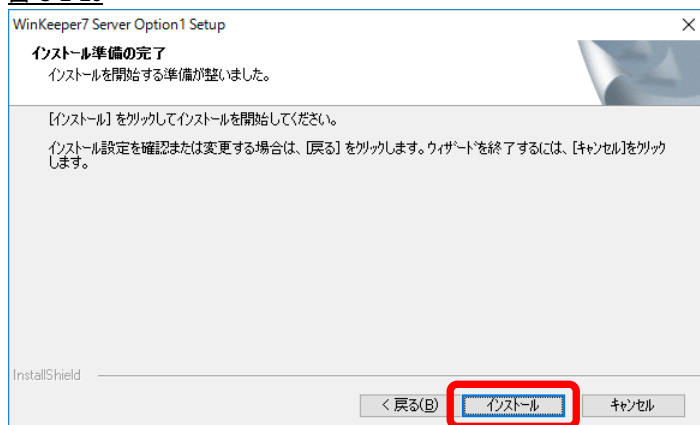 WinKeeper7 Server Option1 Setup
インストール準備の完了
インストールを開始する準備が整いました。
[インストール] をクリックしてインストールを開始してください。
インストール設定を確認または変更する場合は、[戻る] をクリックします。ウィザードを終了するには、[キャンセル]をクリック
します。
InstallShield
< 戻る(B)
インストール
キャンセル